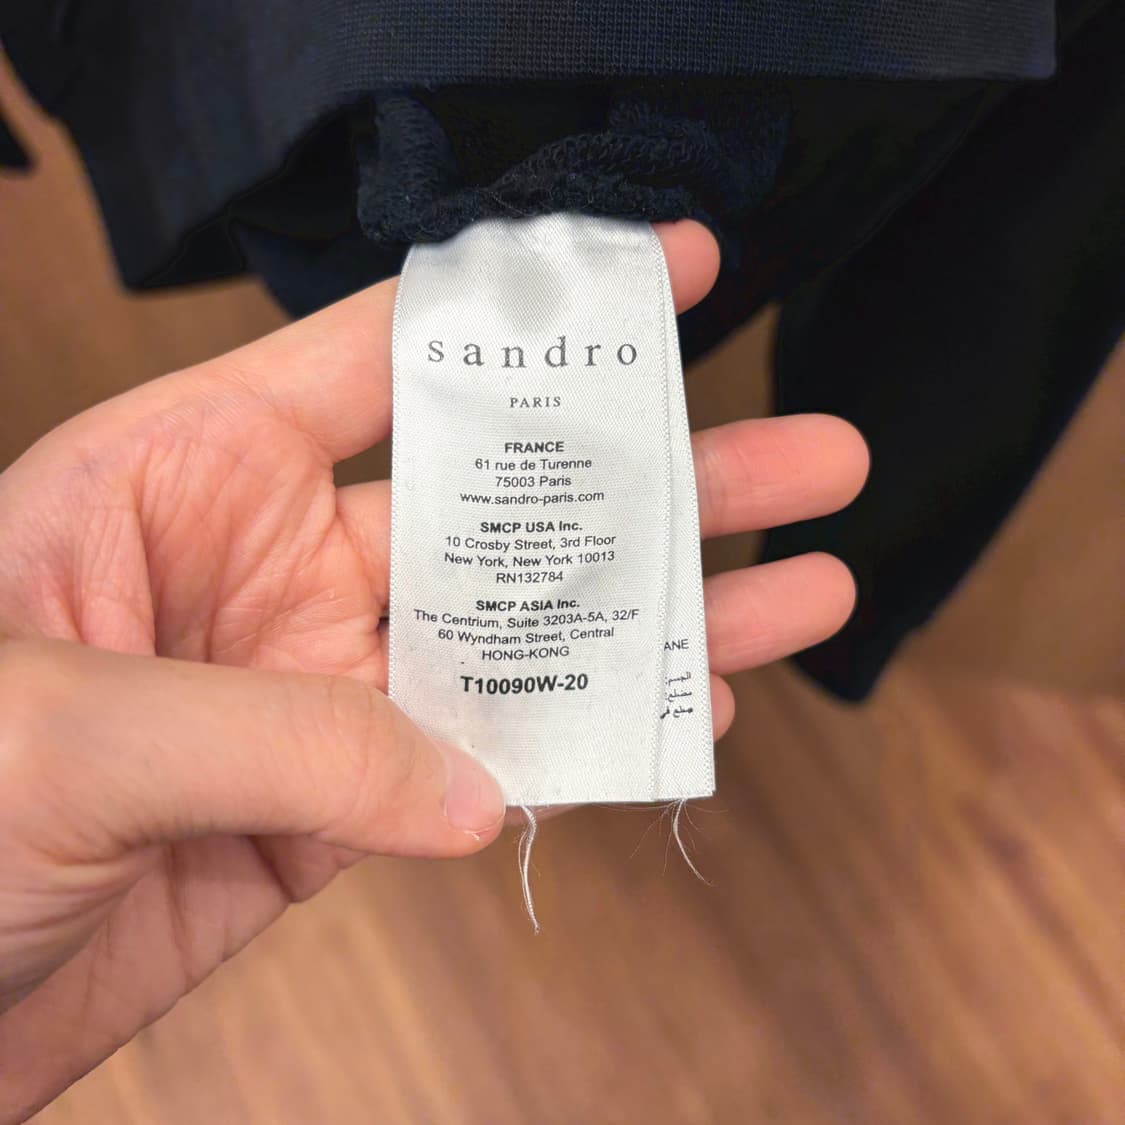 sandro
PARIS
FRANCE
61 rue de Turenne
75003 Paris
www.sandro-paris.com
SMCP USA Inc.
10 Crosby Street, 3rd Floor
New York, New York 10013
RN132784
SMCP ASIA Inc.
The Centrium, Suite 3203A-5A, 32/F
60 Wyndham Street, Central
HONG-KONG
T10090W-20
ANE
الجسم: